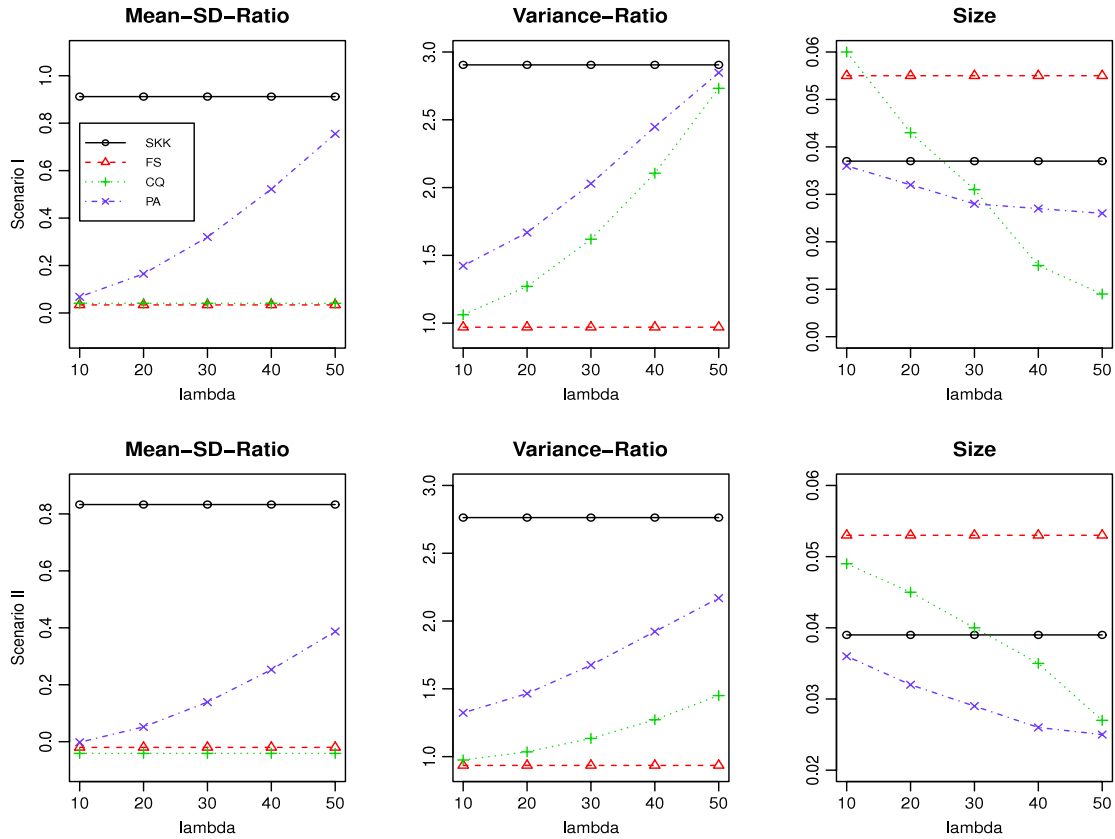 Mean−SD−Ratio
Scenario I
1.0
0.8
0.6
0.4
0.2
0.0
SKK
FS
CQ
PA
10 20 30 40 50
lambda
Variance−Ratio
3.0
2.5
2.0
1.5
1.0
10 20 30 40 50
lambda
Size
0.06
0.05
0.04
0.03
0.02
0.01
0.00
10 20 30 40 50
lambda
Mean−SD−Ratio
Scenario II
0.8
0.6
0.4
0.2
0.0
10 20 30 40 50
lambda
Variance−Ratio
3.0
2.5
2.0
1.5
1.0
10 20 30 40 50
lambda
Size
0.06
0.05
0.04
0.03
0.02
10 20 30 40 50
lambda